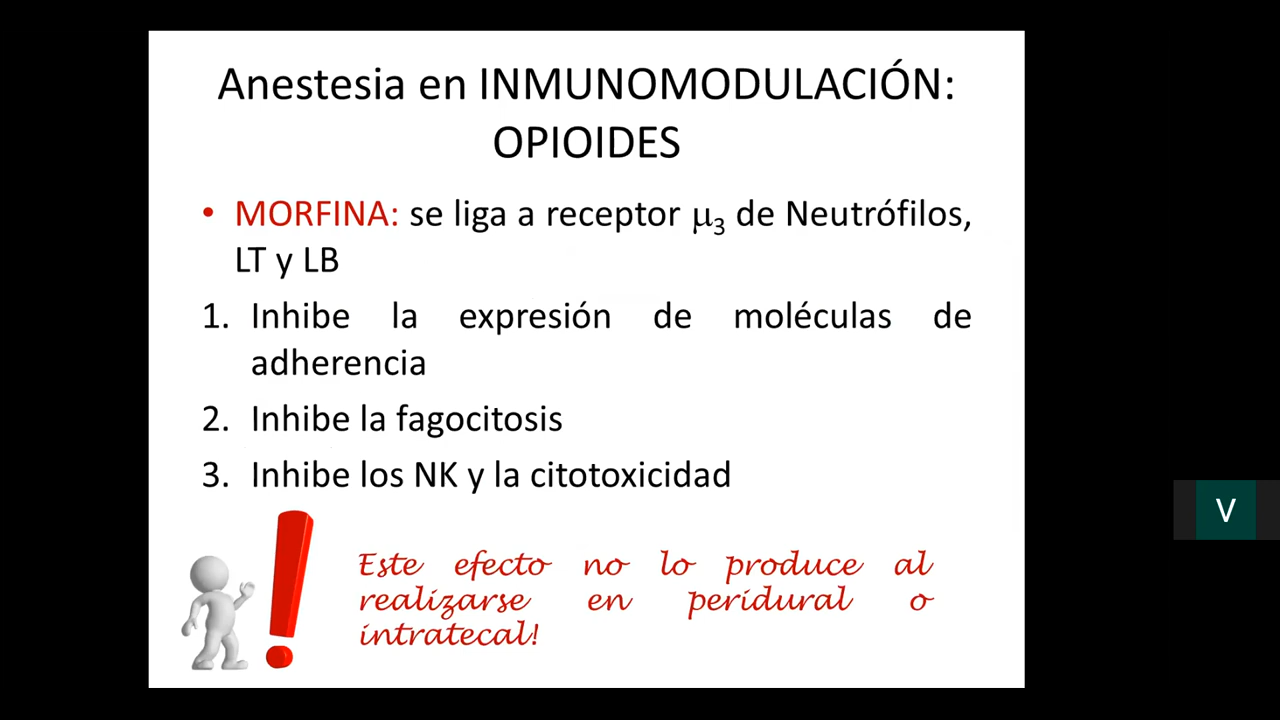 Anestesia en INMUNOMODULACIÓN:
OPIOIDES
• MORFINA: se liga a receptor μ3 de Neutrófilos,
LT y LB
1. Inhibe la expresión de moléculas de
adherencia
2. Inhibe la fagocitosis
3. Inhibe los NK y la citotoxicidad
Este efecto no lo produce al
realizarse en peridural o
intratecal!
V